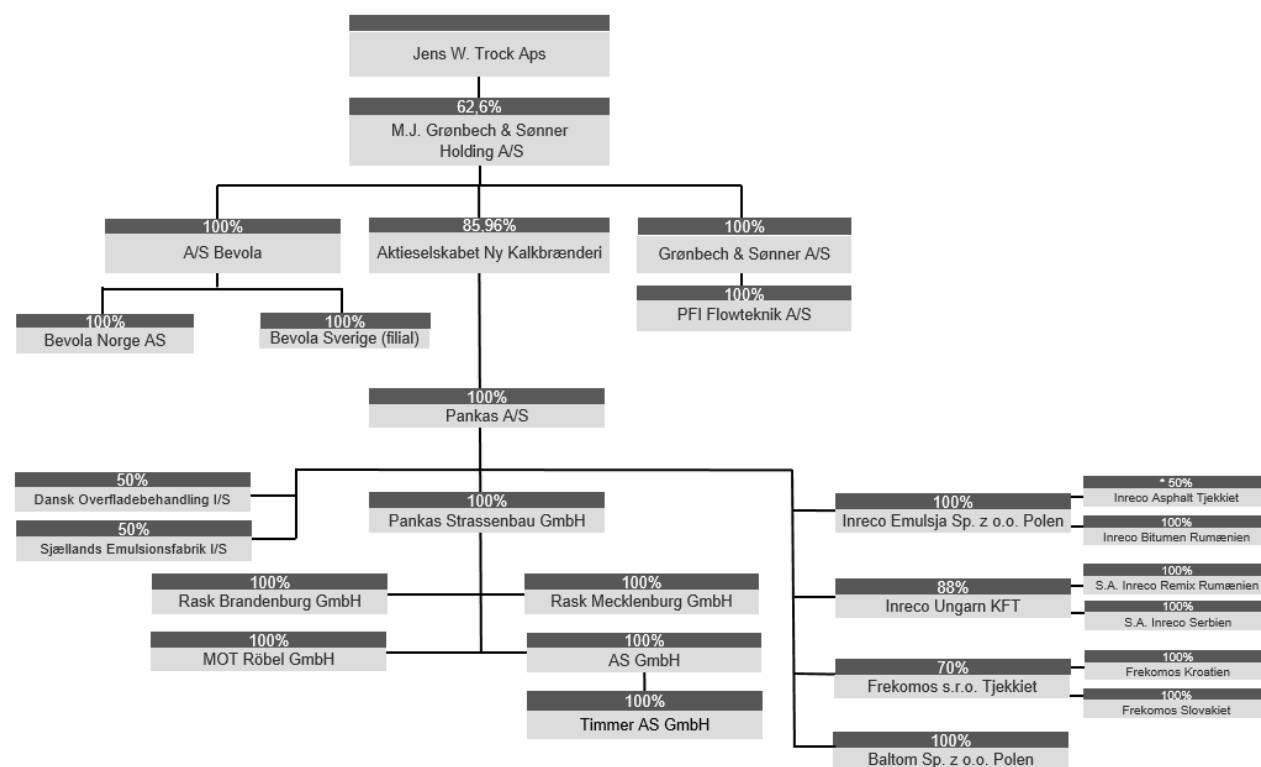 Jens W. Trock Aps
62,6%
M.J. Grønbech & Sønner
Holding A/S
100%
A/S Bevola
85,96%
Aktieselskabet Ny Kalkbrænderi
100%
Grønbech & Sønner A/S
100%
Bevola Norge AS
100%
Bevola Sverige (filial)
100%
PFI Flowteknik A/S
100%
Pankas A/S
50%
Dansk Overfladebehandling I/S
50%
Sjællands Emulsionsfabrik I/S
100%
Pankas Strassenbau GmbH
100%
Rask Brandenburg GmbH
100%
Rask Mecklenburg GmbH
100%
MOT Röbel GmbH
100%
AS GmbH
100%
Timmer AS GmbH
100%
Inreco Emulsja Sp. z o.o. Polen
* 50%
Inreco Asphalt Tjekkiet
100%
Inreco Bitumen Rumænien
88%
Inreco Ungarn KFT
100%
S.A. Inreco Remix Rumænien
100%
S.A. Inreco Serbien
70%
Frekomos s.r.o. Tjekkiet
100%
Frekomos Kroatien
100%
Frekomos Slovakiet
100%
Baltom Sp. z o.o. Polen